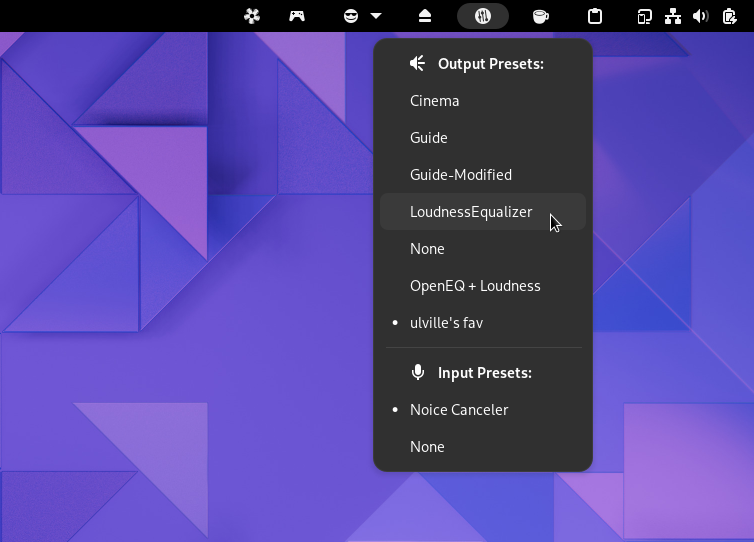 Output Presets:
Cinema
Guide
Guide-Modified
LoudnessEqualizer
None
OpenEQ + Loudness
ulville's fav
Input Presets:
Noice Canceler
None